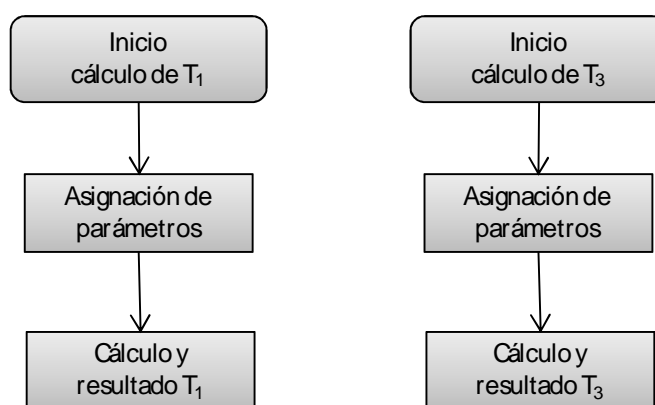 Inicio
cálculo de T₁
Asignación de
parámetros
Cálculo y
resultado T₁
Inicio
cálculo de T₃
Asignación de
parámetros
Cálculo y
resultado T₃